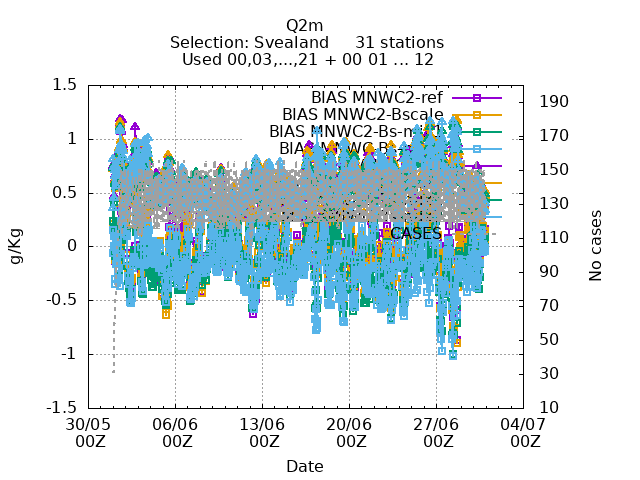 Q2m
Selection: Svealand 31 stations
Used 00,03,...,21 + 00 01 ... 12
BIAS MNWC2-ref
BIAS MNWC2-Bscale
CASES
g/Kg
1.5
1
0.5
0
-0.5
-1
-1.5
No cases
190
170
150
130
110
90
70
50
30
10
30/05 06/06 13/06 20/06 27/06 04/07
00Z 00Z 00Z 00Z 00Z 00Z
Date